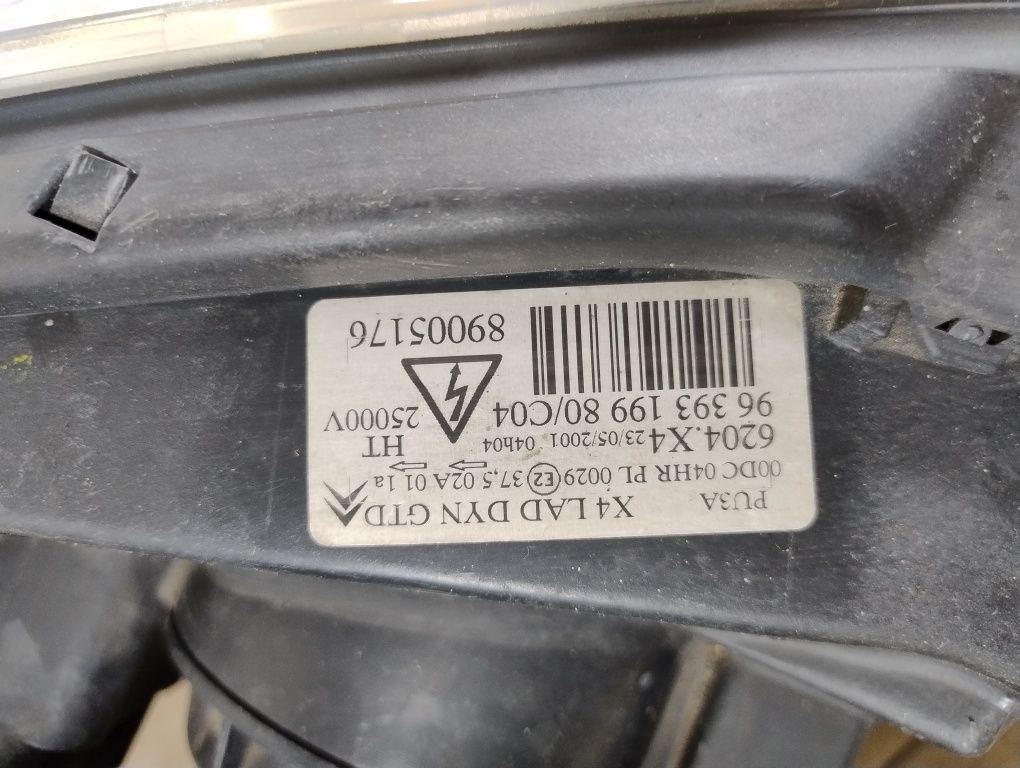 PU3A X4 LAD DYN GTD
00DC 04HR PL 0029 E2 37,5 02A 01 1a
6204.X4 23/05/2001 04h04 HT
96 393 199 80/C04 25000V
89005176